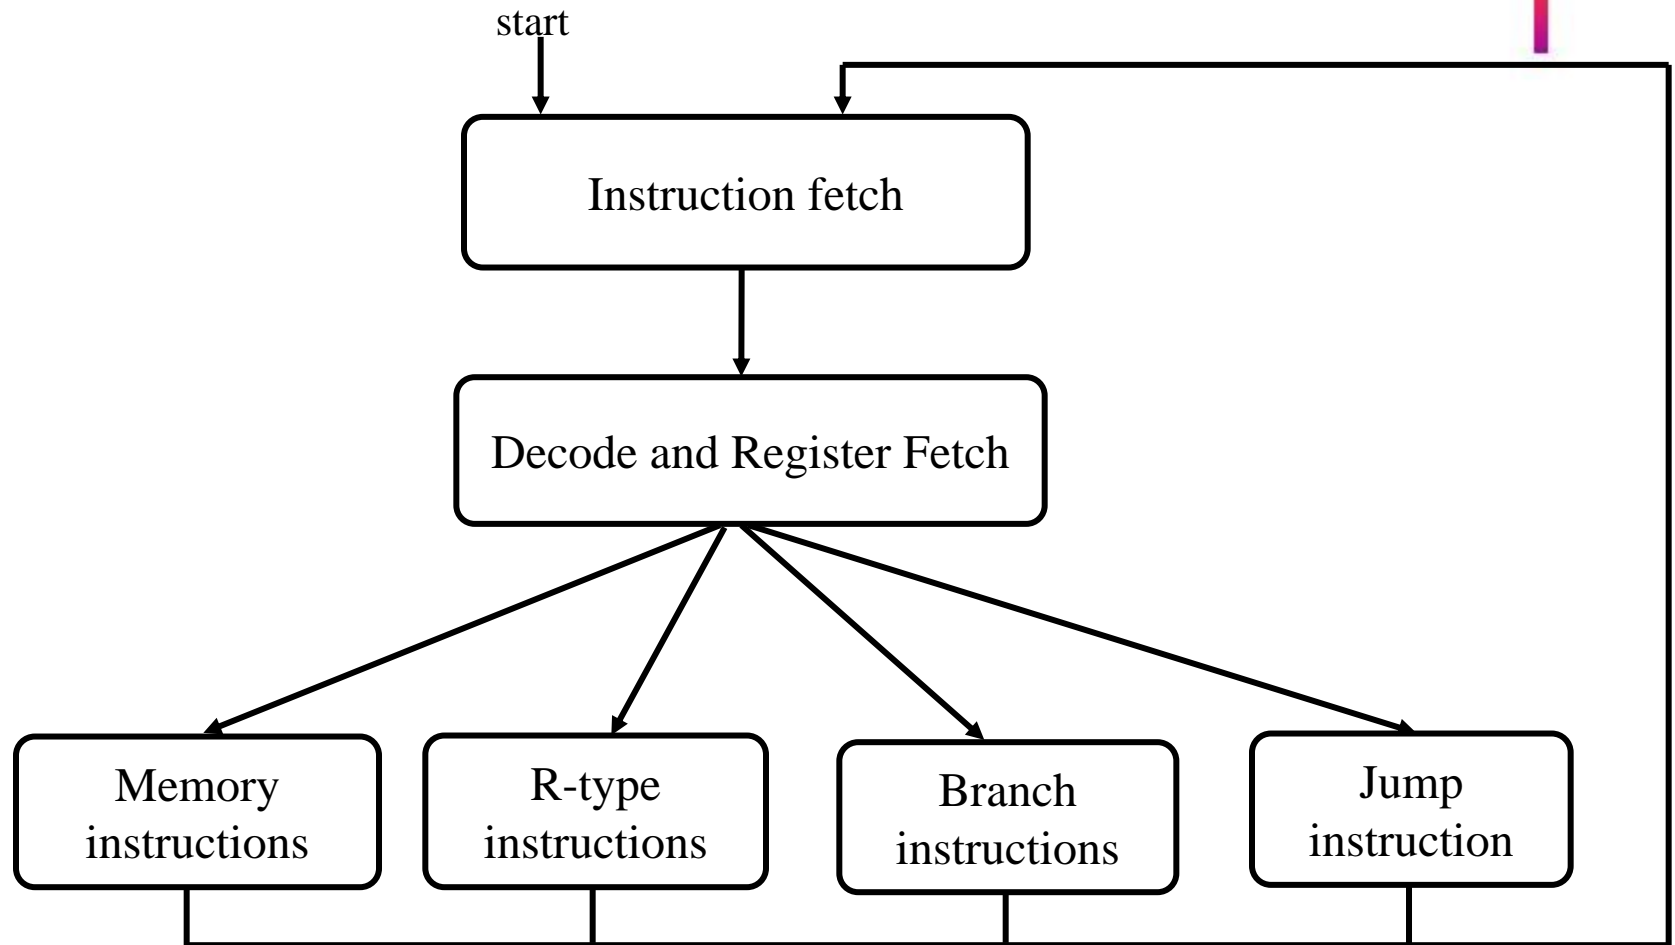 start
Instruction fetch
Decode and Register Fetch
Memory
instructions
R-type
instructions
Branch
instructions
Jump
instruction